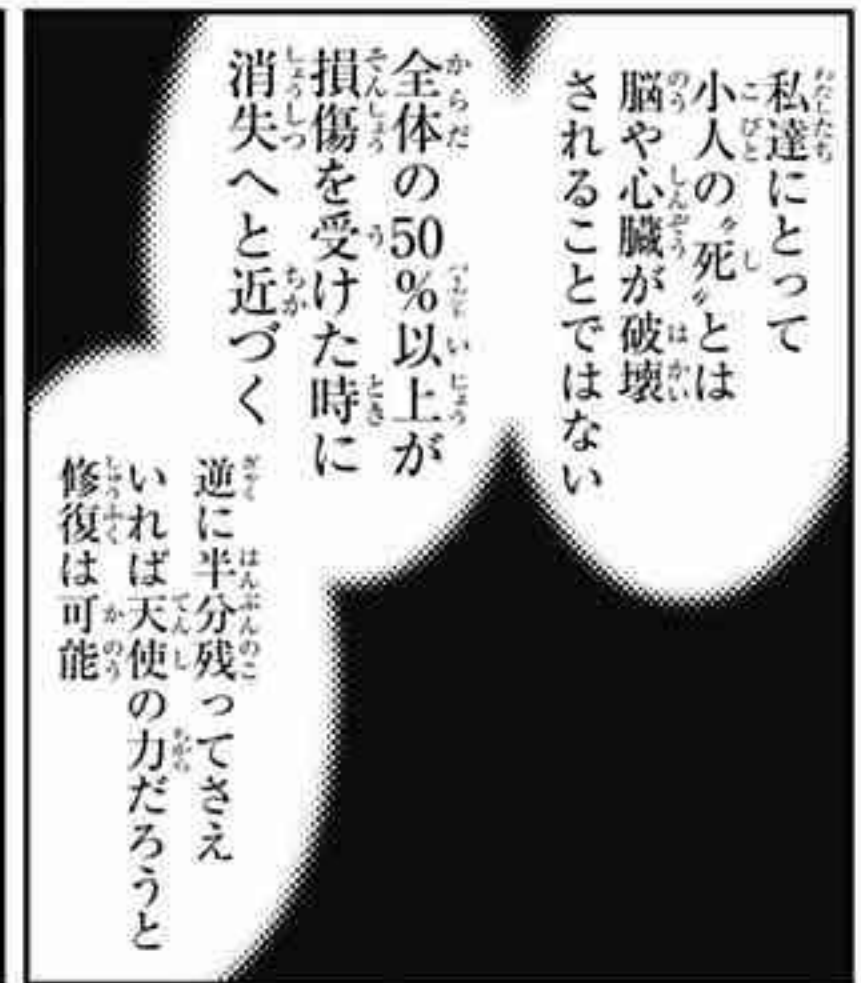 私達にとって
小人の〝死〟とは
脳や心臓が破壊
されることではない
全体の50%以上が
損傷を受けた時に
消失へと近づく
逆に半分残ってさえ
いれば天使の力だろうと
修復は可能